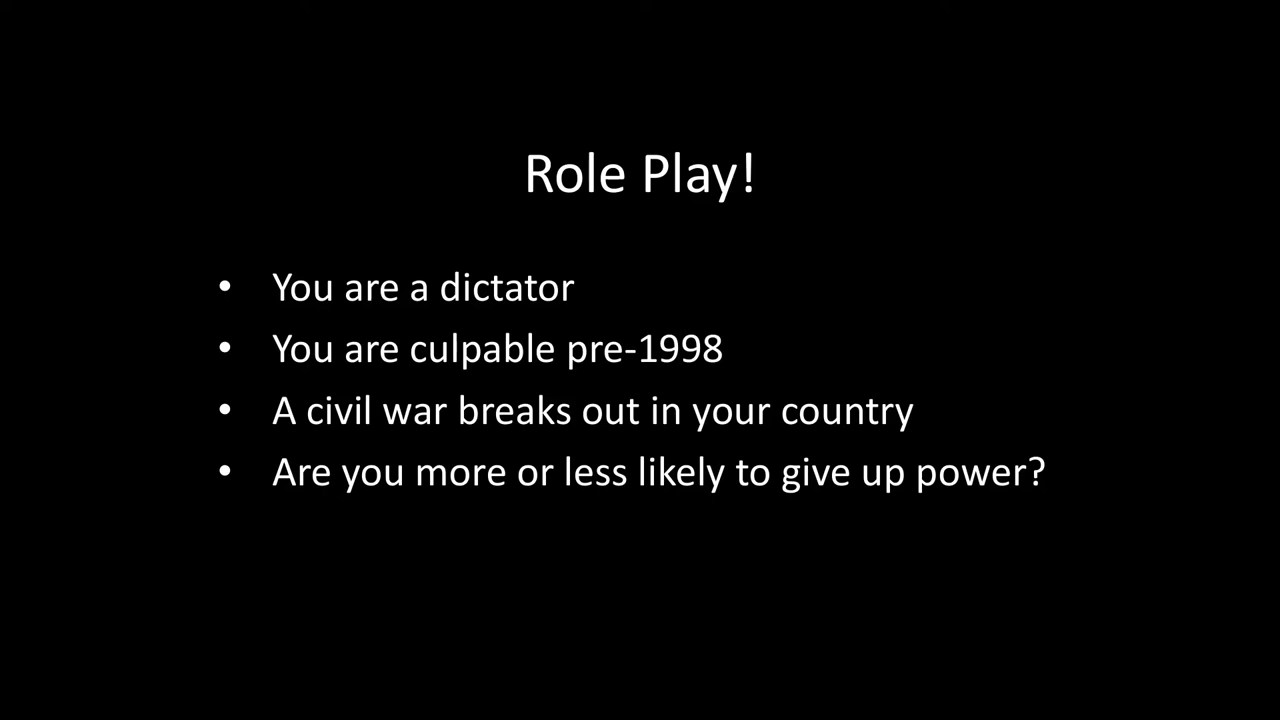 Role Play!
• You are a dictator
• You are culpable pre-1998
• A civil war breaks out in your country
• Are you more or less likely to give up power?